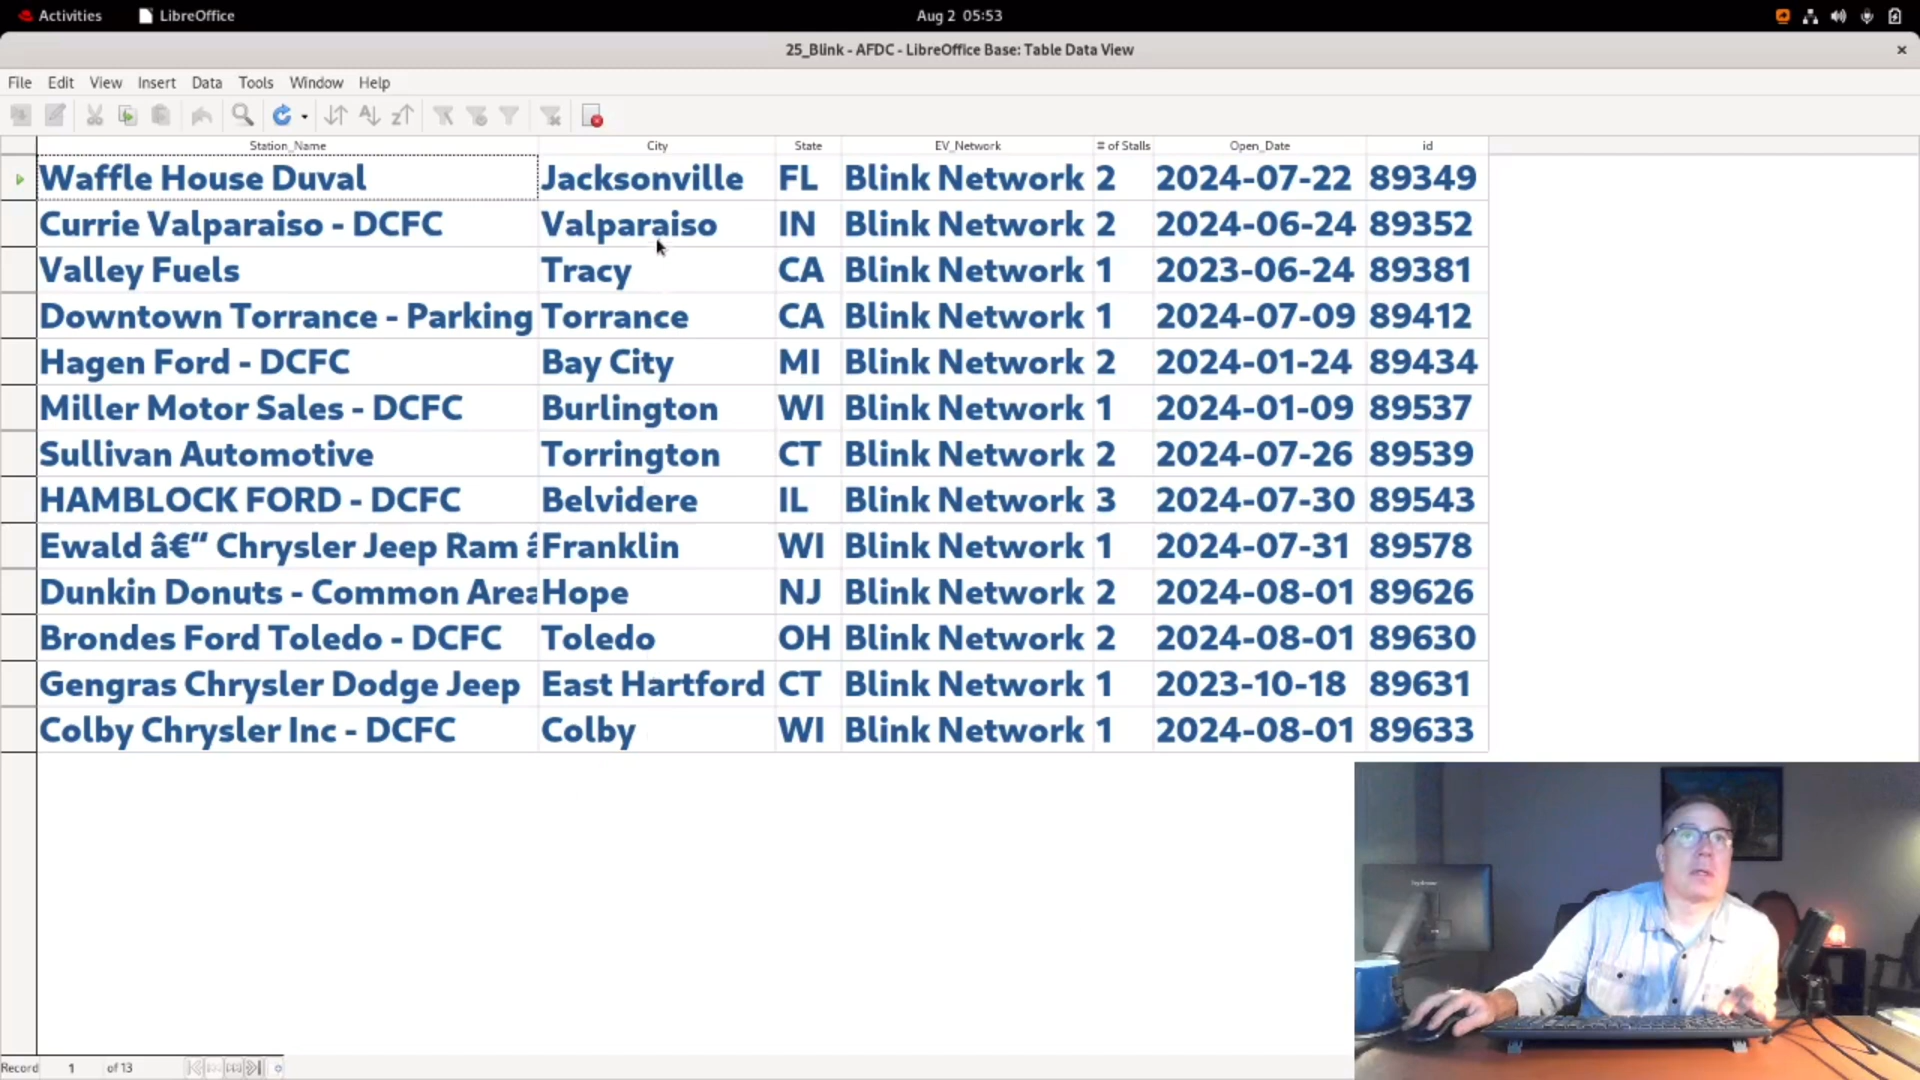 Activities LibreOffice Aug 2 05:53
25_Blink - AFDC - LibreOffice Base: Table Data View
File Edit View Insert Data Tools Window Help
Station_Name City State EV_Network # of Stalls Open_Date id
Waffle House Duval Jacksonville FL Blink Network 2 2024-07-22 89349
Currie Valparaiso - DCFC Valparaiso IN Blink Network 2 2024-06-24 89352
Valley Fuels Tracy CA Blink Network 1 2023-06-24 89381
Downtown Torrance - Parking Torrance CA Blink Network 1 2024-07-09 89412
Hagen Ford - DCFC Bay City MI Blink Network 2 2024-01-24 89434
Miller Motor Sales - DCFC Burlington WI Blink Network 1 2024-01-09 89537
Sullivan Automotive Torrington CT Blink Network 2 2024-07-26 89539
HAMBLOCK FORD - DCFC Belvidere IL Blink Network 3 2024-07-30 89543
Ewald â€“ Chrysler Jeep Ram â Franklin WI Blink Network 1 2024-07-31 89578
Dunkin Donuts - Common Area Hope NJ Blink Network 2 2024-08-01 89626
Brondes Ford Toledo - DCFC Toledo OH Blink Network 2 2024-08-01 89630
Gengras Chrysler Dodge Jeep East Hartford CT Blink Network 1 2023-10-18 89631
Colby Chrysler Inc - DCFC Colby WI Blink Network 1 2024-08-01 89633
Record 1 of 13